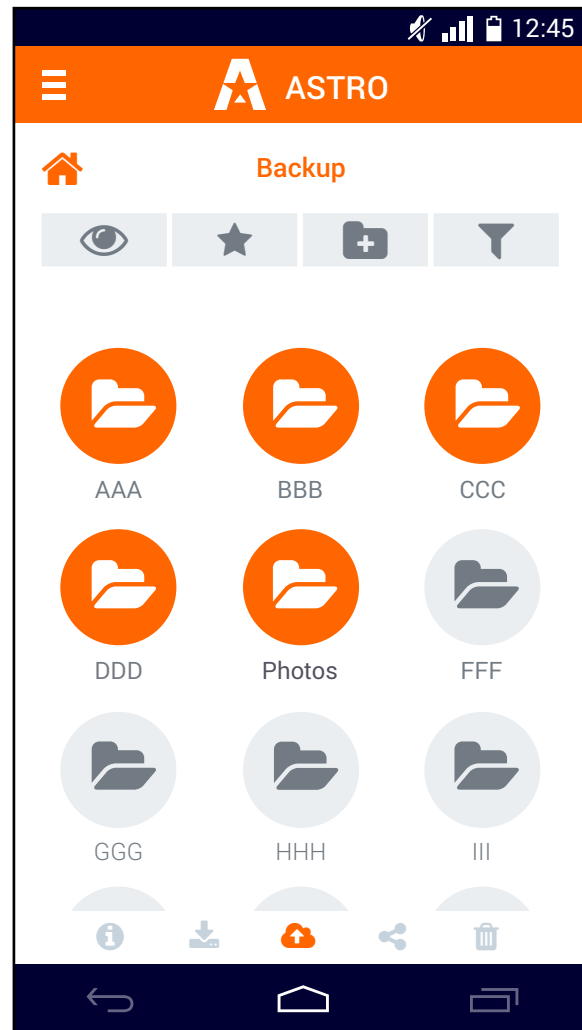 12:45
ASTRO
Backup
AAA BBB CCC
DDD Photos FFF
GGG HHH III